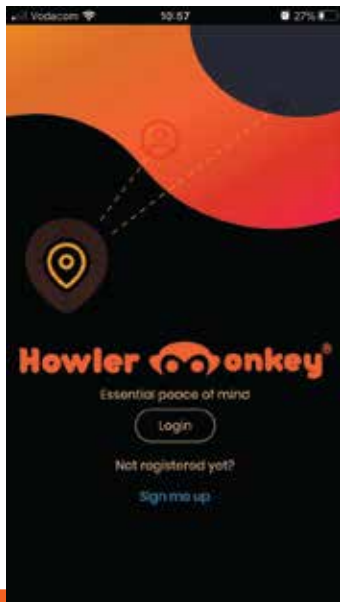 Vodacom 10:57 27%
Howler Monkey®
Essential peace of mind
Login
Not registered yet?
Sign me up